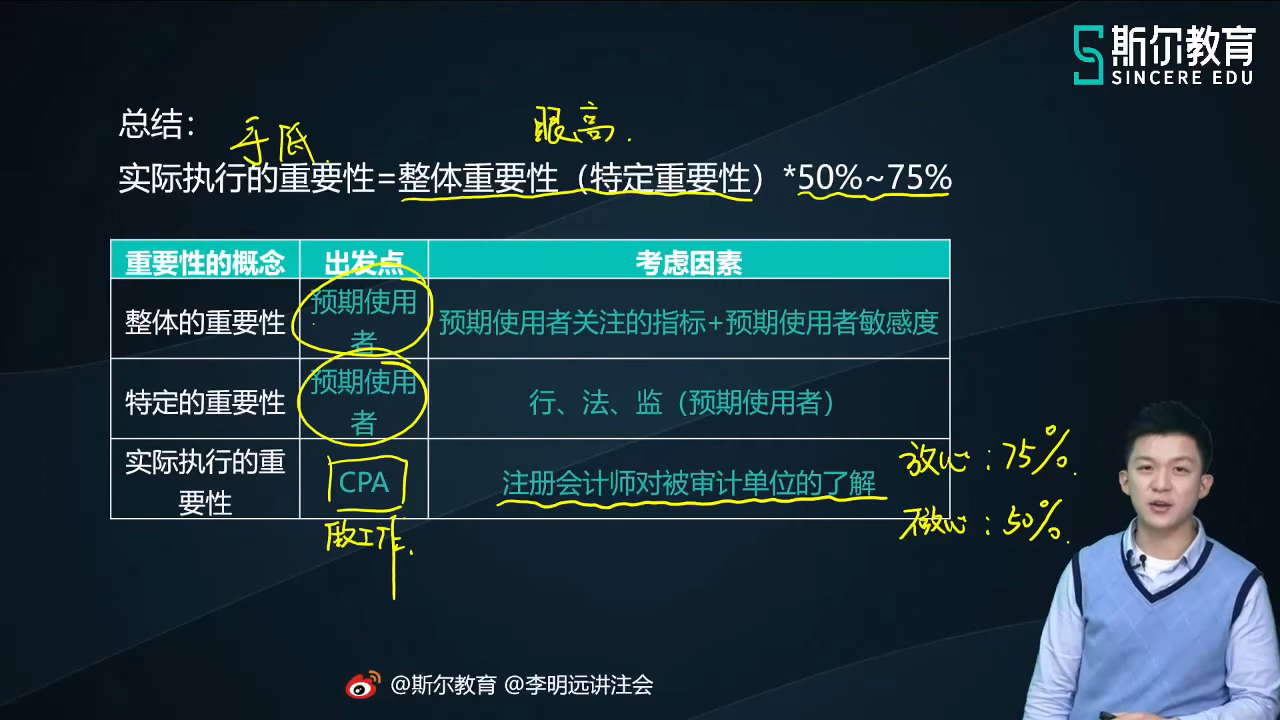 斯尔教育
SINCERE EDU
总结：
手低.
眼高.
实际执行的重要性=整体重要性（特定重要性）*50%~75%
重要性的概念 出发点 考虑因素
整体的重要性 预期使用者 预期使用者关注的指标+预期使用者敏感度
特定的重要性 预期使用者 行、法、监（预期使用者）
实际执行的重要性 CPA 注册会计师对被审计单位的了解
放心：75%.
不放心：50%.
做工作.
@斯尔教育 @李明远讲注会